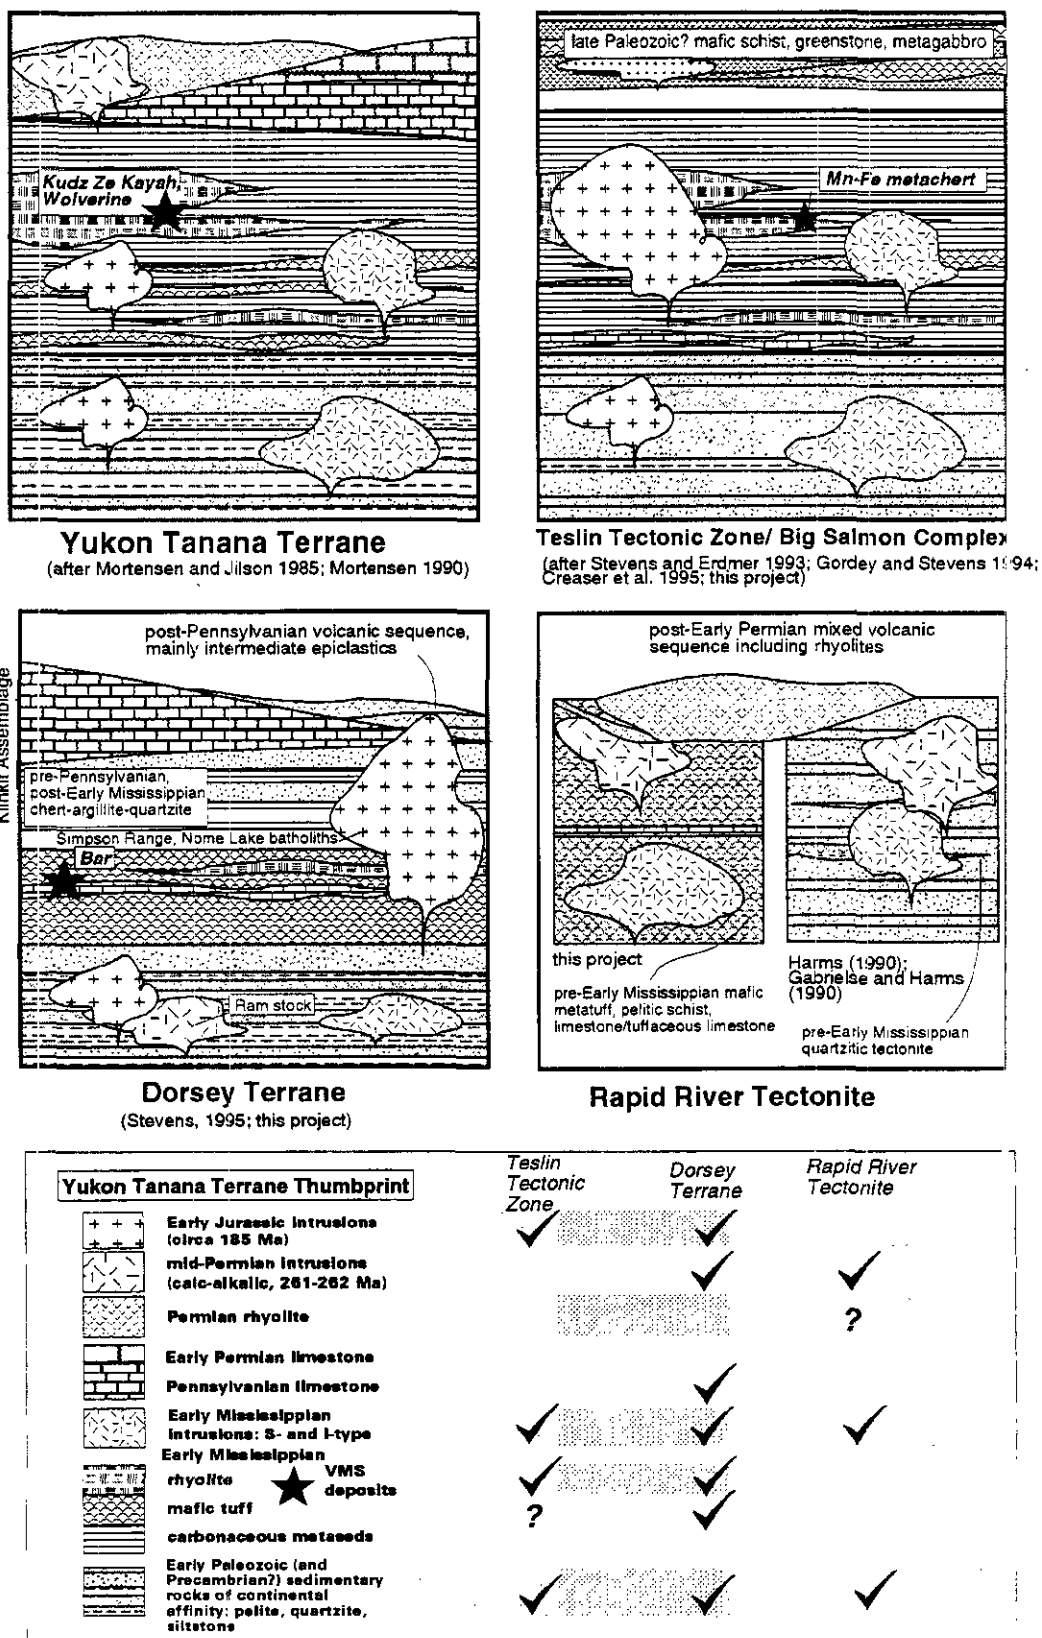 Kudz Ze Kayah,
Wolverine
Yukon Tanana Terrane
(after Mortensen and Jilson 1985; Mortensen 1990)
late Paleozoic? mafic schist, greenstone, metagabbro
Mn-Fe metachert
Teslin Tectonic Zone/ Big Salmon Complex
(after Stevens and Erdmer 1993; Gordey and Stevens 1994;
Creaser et al. 1995; this project)
Klinkit Assemblage
post-Pennsylvanian volcanic sequence,
mainly intermediate epiclastics
pre-Pennsylvanian,
post-Early Mississippian
chert-argillite-quartzite
Simpson Range, Nome Lake batholiths
Bar
Ram stock
Dorsey Terrane
(Stevens, 1995; this project)
post-Early Permian mixed volcanic
sequence including rhyolites
this project
pre-Early Mississippian mafic
metatuff, pelitic schist,
limestone/tuffaceous limestone
Harms (1990);
Gabrielse and Harms
(1990)
pre-Early Mississippian
quartzitic tectonite
Rapid River Tectonite
Yukon Tanana Terrane Thumbprint
Teslin
Tectonic
Zone
Dorsey
Terrane
Rapid River
Tectonite
Early Jurassic intrusions
(circa 185 Ma)
mid-Permian intrusions
(calc-alkalic, 261-262 Ma)
Permian rhyolite
?
Early Permian limestone
Pennsylvanian limestone
Early Mississippian
intrusions: S- and I-type
Early Mississippian
rhyolite
VMS
deposits
mafic tuff
?
carbonaceous metaseds
Early Paleozoic (and
Precambrian?) sedimentary
rocks of continental
affinity: pelite, quartzite,
siltstone